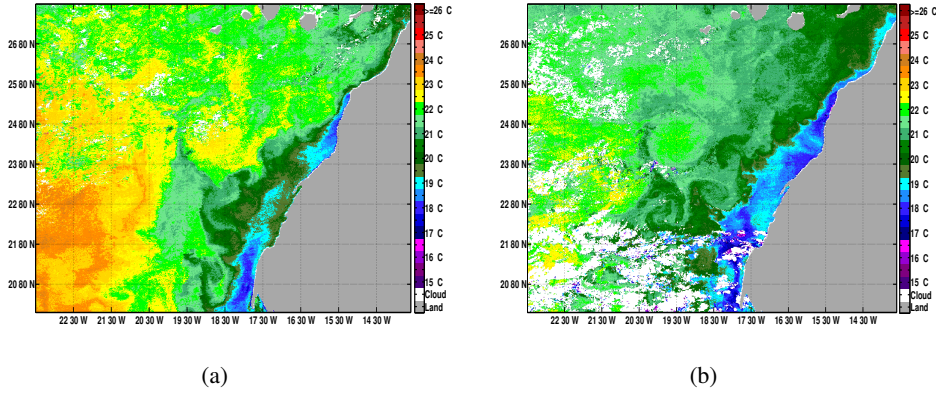 >=26 C
25 C
24 C
23 C
22 C
21 C
20 C
19 C
18 C
17 C
16 C
15 C
Cloud
Land
26 80 N
25 80 N
24 80 N
23 80 N
22 80 N
21 80 N
20 80 N
22 30 W
21 30 W
20 30 W
19 30 W
18 30 W
17 30 W
16 30 W
15 30 W
14 30 W
(a)
>=26 C
25 C
24 C
23 C
22 C
21 C
20 C
19 C
18 C
17 C
16 C
15 C
Cloud
Land
26 80 N
25 80 N
24 80 N
23 80 N
22 80 N
21 80 N
20 80 N
22 30 W
21 30 W
20 30 W
19 30 W
18 30 W
17 30 W
16 30 W
15 30 W
14 30 W
(b)